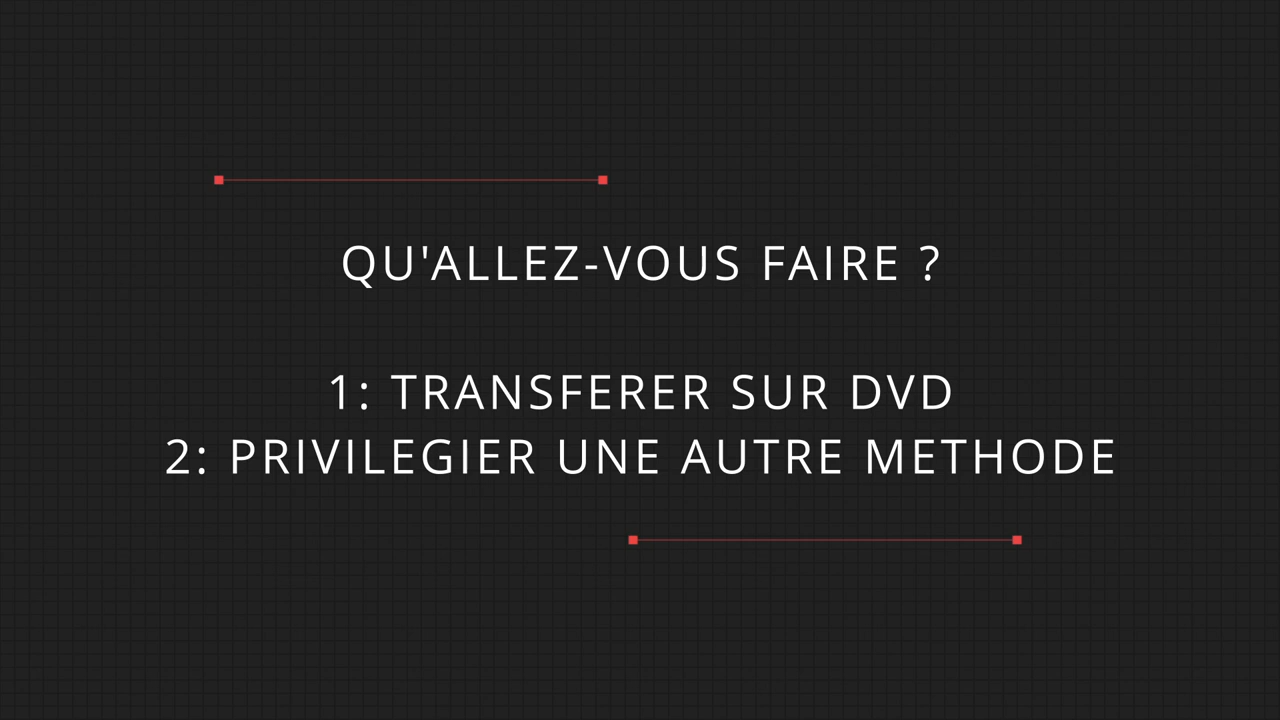 QU'ALLEZ-VOUS FAIRE ?
1: TRANSFERER SUR DVD
2: PRIVILEGIER UNE AUTRE METHODE